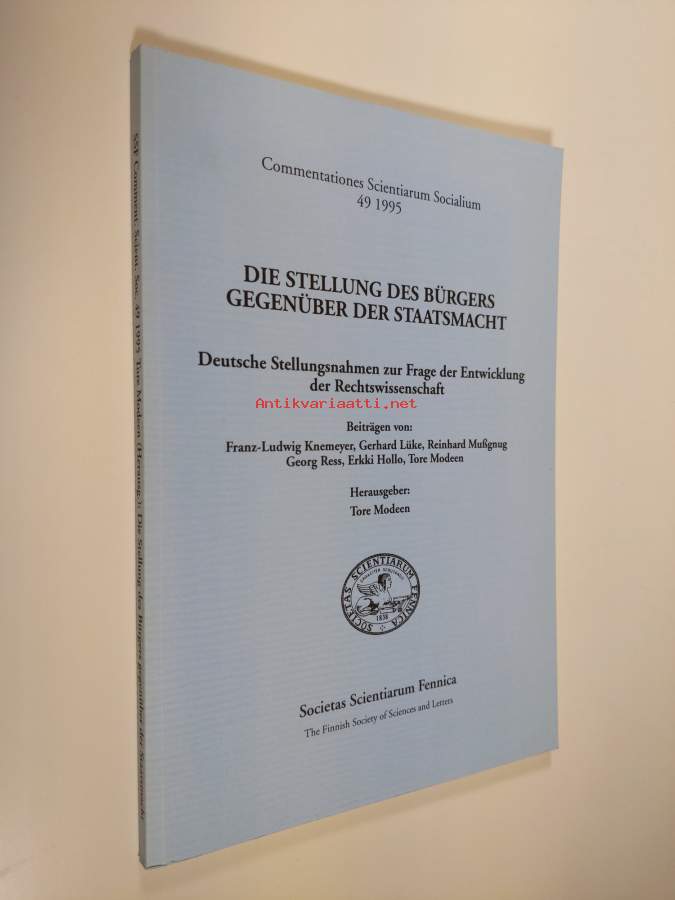 Commentationes Scientiarum Socialium
49 1995
DIE STELLUNG DES BÜRGERS
GEGENÜBER DER STAATSMACHT
Deutsche Stellungsnahmen zur Frage der Entwicklung
der Rechtswissenschaft
Antikvariaatti.net
Beiträgen von:
Franz-Ludwig Knemeyer, Gerhard Lüke, Reinhard Mußgnug
Georg Ress, Erkki Hollo, Tore Modeen
Herausgeber:
Tore Modeen
SOCIETAS SCIENTIARUM FENNICA
1838
Societas Scientiarum Fennica
The Finnish Society of Sciences and Letters
SSF Comment. Scient. Soc. 49 1995 Tore Modeen (Herausg.): Die Stellung des Bürgers gegenüber der Staatsmacht